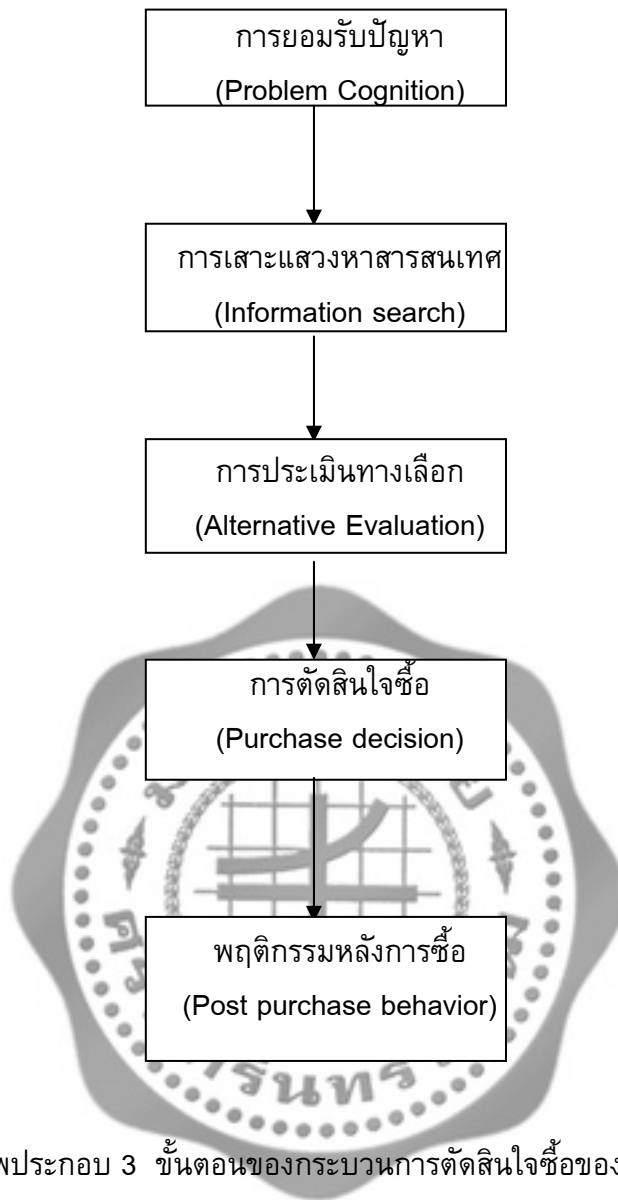 การยอมรับปัญหา
(Problem Cognition)
การเสาะแสวงหาสารสนเทศ
(Information search)
การประเมินทางเลือก
(Alternative Evaluation)
การตัดสินใจซื้อ
(Purchase decision)
พฤติกรรมหลังการซื้อ
(Post purchase behavior)
พประกอบ 3 ขั้นตอนของกระบวนการตัดสินใจซื้อของ